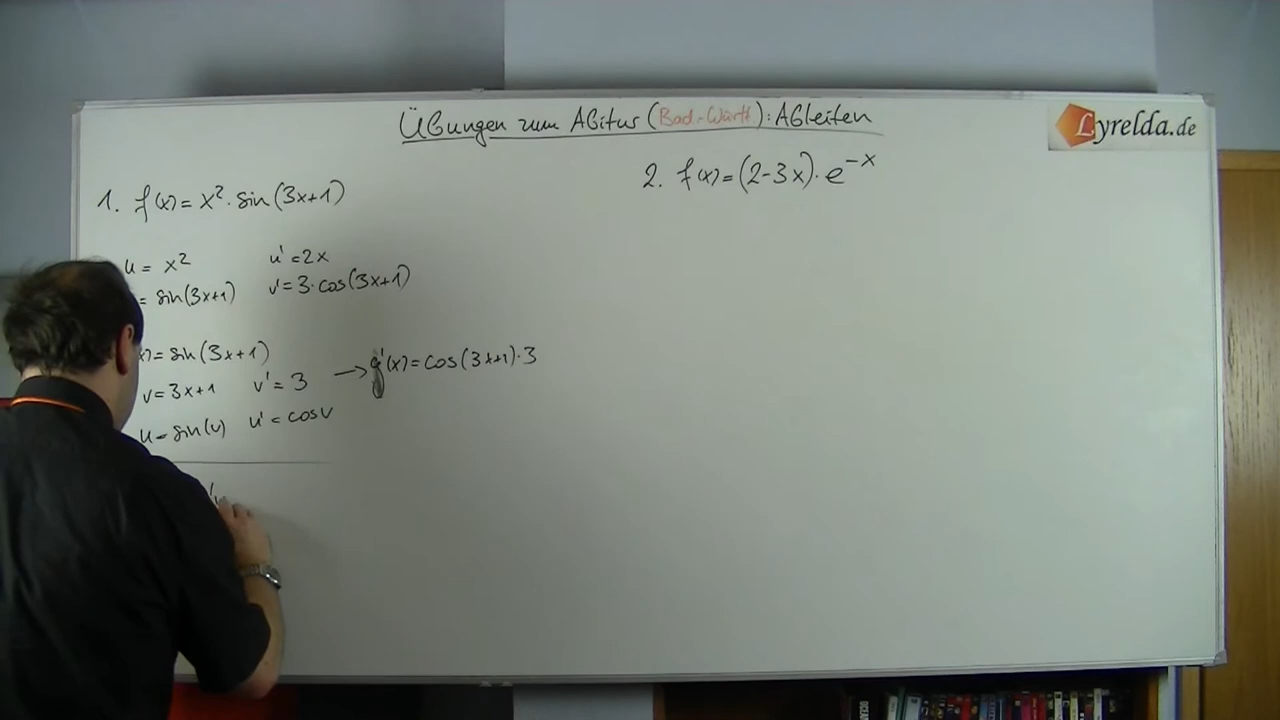 Übungen zum Abitur (Bad-Württ): Ableiten
Lyrelda.de
1. f(x) = x² · sin(3x+1)
u = x² u' = 2x
= sin(3x+1) v' = 3·cos(3x+1)
x) = sin(3x+1)
v = 3x+1 v' = 3 → g'(x) = cos(3x+1)·3
u = sin(v) u' = cos v
2. f(x) = (2-3x) · e^{-x}